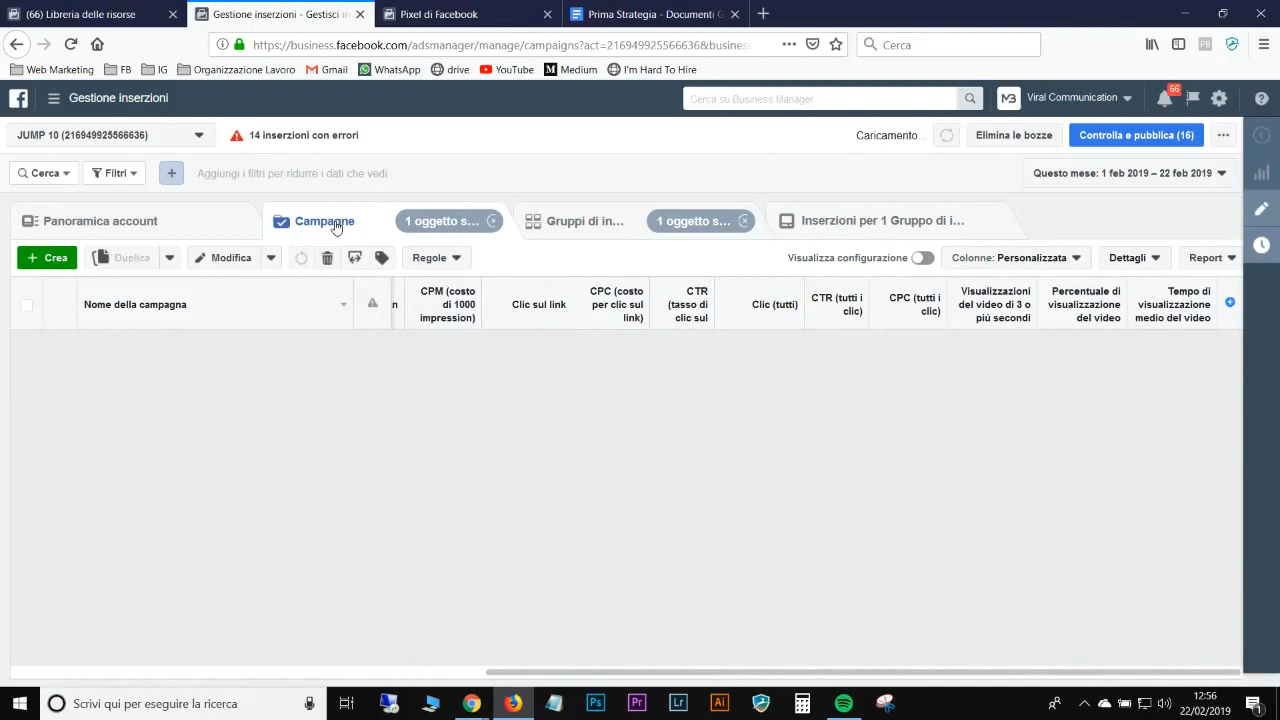 (66) Libreria delle risorse
Gestione inserzioni - Gestisci in
Pixel di Facebook
Prima Strategia - Documenti G
https://business.facebook.com/adsmanager/manage/campaigns?act=216949925566636&busines
Cerca
Web Marketing
FB
IG
Organizzazione Lavoro
Gmail
WhatsApp
drive
YouTube
Medium
I'm Hard To Hire
Gestione inserzioni
Cerca su Business Manager
M3
Viral Communication
66
JUMP 10 (216949925566636)
14 inserzioni con errori
Caricamento...
Elimina le bozze
Controlla e pubblica (16)
Cerca
Filtri
Aggiungi i filtri per ridurre i dati che vedi.
Questo mese: 1 feb 2019 – 22 feb 2019
Panoramica account
Campagne
1 oggetto s...
Gruppi di in...
1 oggetto s...
Inserzioni per 1 Gruppo di i...
+ Crea
Duplica
Modifica
Regole
Visualizza configurazione
Colonne: Personalizzata
Dettagli
Report
Nome della campagna
n
CPM (costo
di 1000
impression)
Clic sul link
CPC (costo
per clic sul
link)
CTR
(tasso di
clic sul
Clic (tutti)
CTR (tutti i
clic)
CPC (tutti i
clic)
Visualizzazioni
del video di 3 o
più secondi
Percentuale di
visualizzazione
del video
Tempo di
visualizzazione
medio del video
Scrivi qui per eseguire la ricerca
Ps
Pr
Lr
Ai
12:56
22/02/2019
1